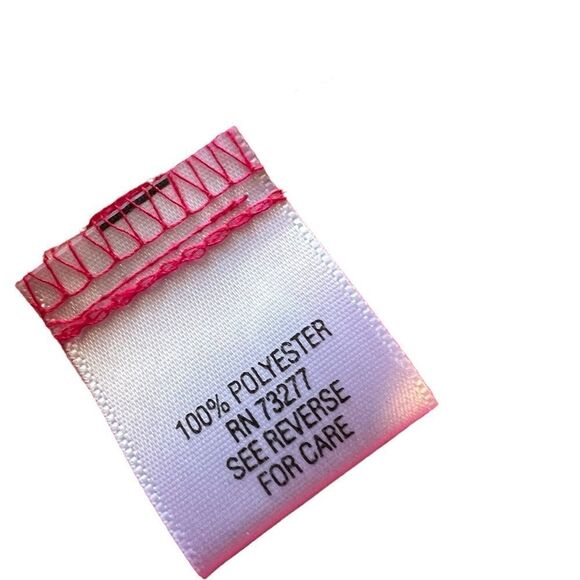 100% POLYESTER
RN 73277
SEE REVERSE
FOR CARE